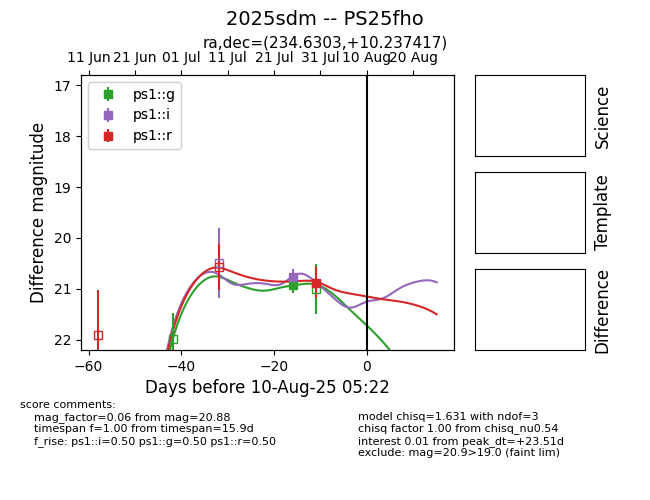 2025sdm -- PS25fho
ra,dec=(234.6303,+10.237417)
11 Jun 21 Jun 01 Jul 11 Jul 21 Jul 31 Jul 10 Aug 20 Aug
17
18
19
20
21
22
Difference magnitude
ps1::g
ps1::i
ps1::r
−60 −40 −20 0
Days before 10-Aug-25 05:22
Science
Template
Difference
score comments:
mag_factor=0.06 from mag=20.88
timespan f=1.00 from timespan=15.9d
f_rise: ps1::i=0.50 ps1::g=0.50 ps1::r=0.50
model chisq=1.631 with ndof=3
chisq factor 1.00 from chisq_nu0.54
interest 0.01 from peak_dt=+23.51d
exclude: mag=20.9>19.0 (faint lim)